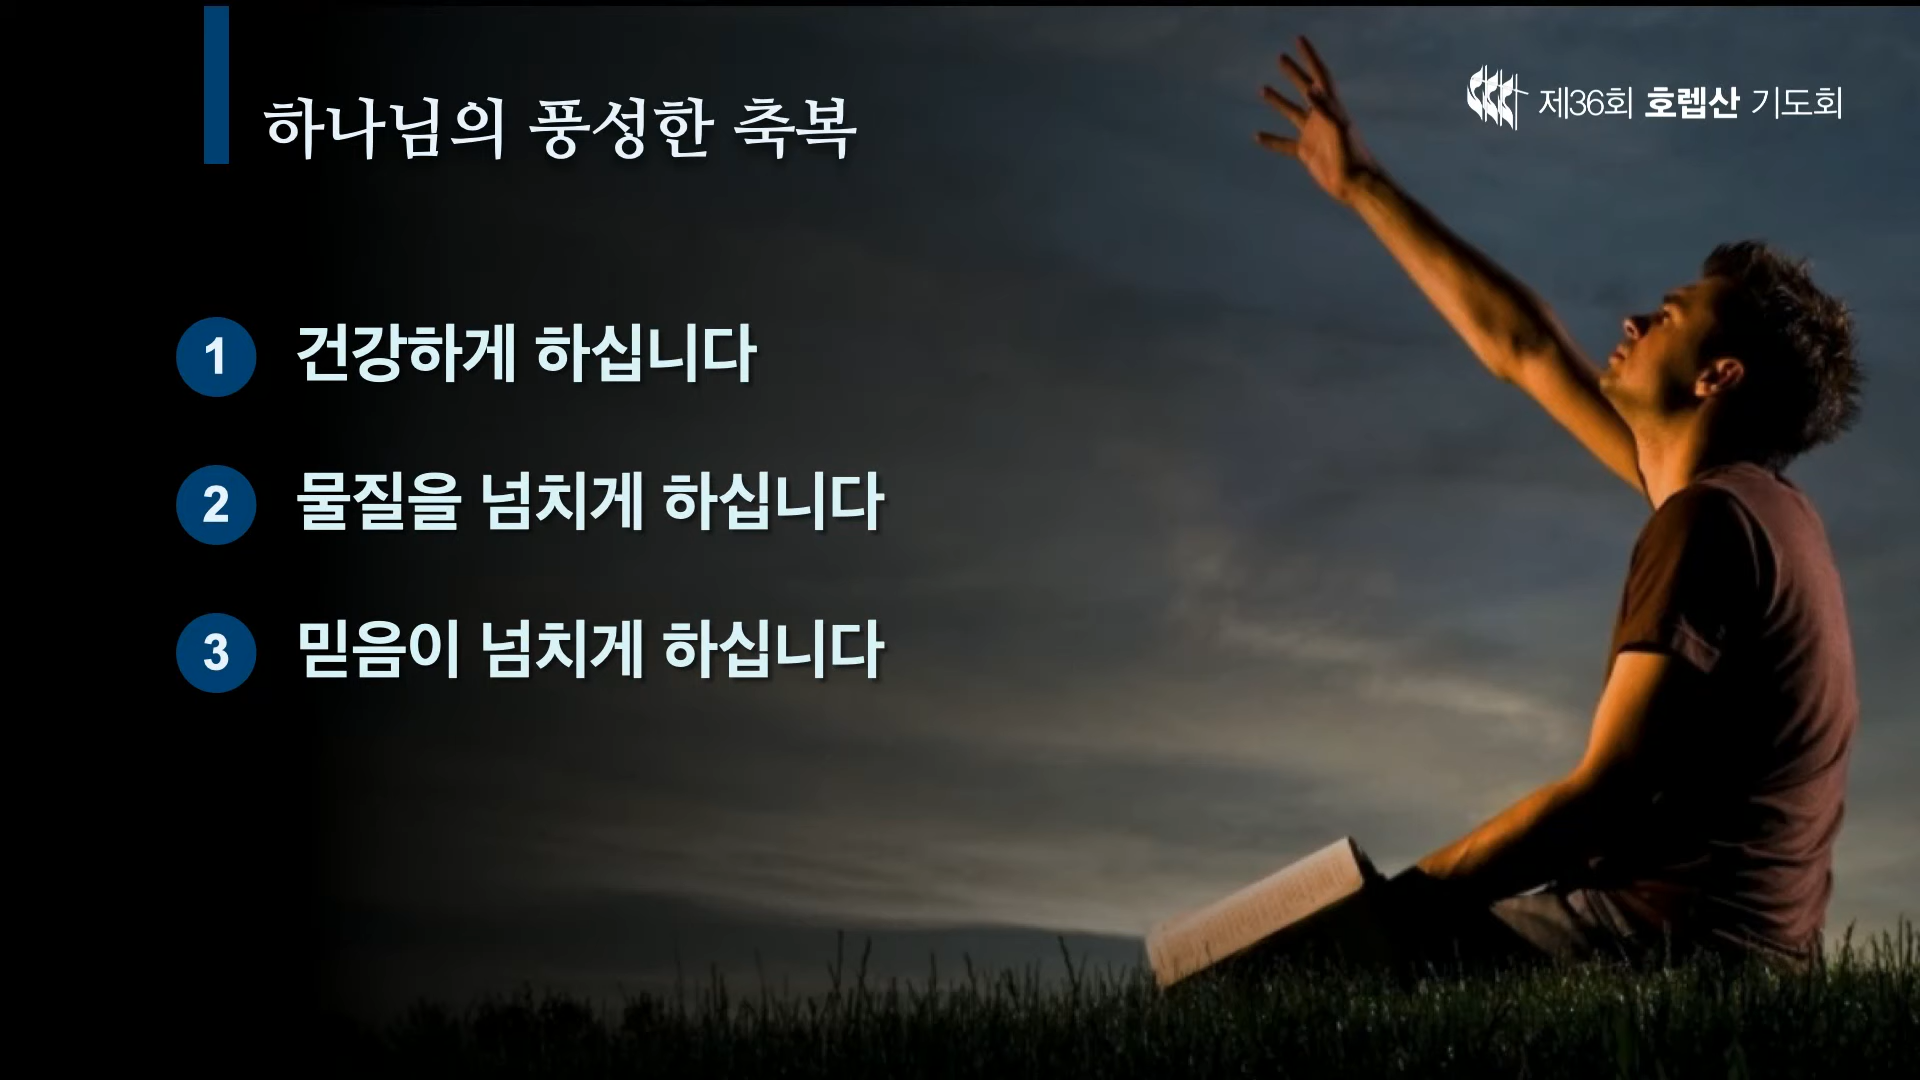 하나님의 풍성한 축복
제36회 호렙산 기도회
1 건강하게 하십니다
2 물질을 넘치게 하십니다
3 믿음이 넘치게 하십니다